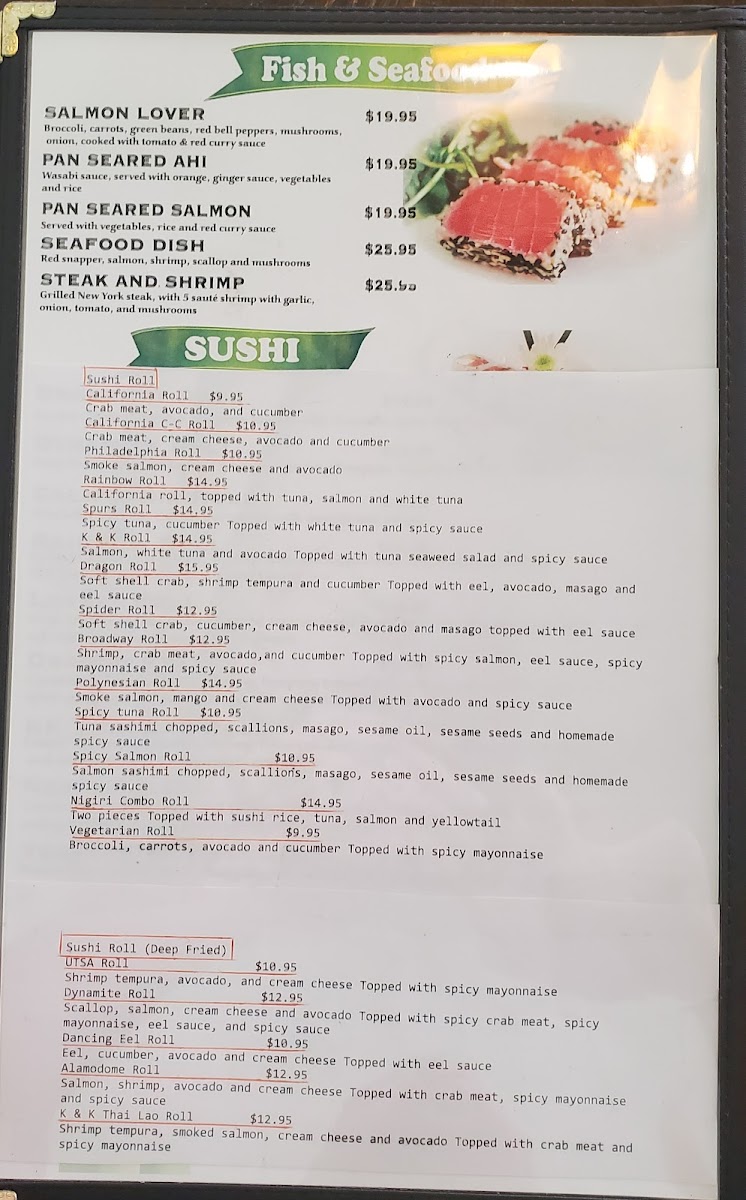 Fish & Seafood
SALMON LOVER $19.95
Broccoli, carrots, green beans, red bell peppers, mushrooms,
onion, cooked with tomato & red curry sauce
PAN SEARED AHI $19.95
Wasabi sauce, served with orange, ginger sauce, vegetables
and rice
PAN SEARED SALMON $19.95
Served with vegetables, rice and red curry sauce
SEAFOOD DISH $25.95
Red snapper, salmon, shrimp, scallop and mushrooms
STEAK AND SHRIMP $25.95
Grilled New York steak, with 5 sauté shrimp with garlic,
onion, tomato, and mushrooms
SUSHI
Sushi Roll
California Roll $9.95
Crab meat, avocado, and cucumber
California C-C Roll $10.95
Crab meat, cream cheese, avocado and cucumber
Philadelphia Roll $10.95
Smoke salmon, cream cheese and avocado
Rainbow Roll $14.95
California roll, topped with tuna, salmon and white tuna
Spurs Roll $14.95
Spicy tuna, cucumber Topped with white tuna and spicy sauce
K & K Roll $14.95
Salmon, white tuna and avocado Topped with tuna seaweed salad and spicy sauce
Dragon Roll $15.95
Soft shell crab, shrimp tempura and cucumber Topped with eel, avocado, masago and
eel sauce
Spider Roll $12.95
Soft shell crab, cucumber, cream cheese, avocado and masago topped with eel sauce
Broadway Roll $12.95
Shrimp, crab meat, avocado,and cucumber Topped with spicy salmon, eel sauce, spicy
mayonnaise and spicy sauce
Polynesian Roll $14.95
Smoke salmon, mango and cream cheese Topped with avocado and spicy sauce
Spicy tuna Roll $10.95
Tuna sashimi chopped, scallions, masago, sesame oil, sesame seeds and homemade
spicy sauce
Spicy Salmon Roll $10.95
Salmon sashimi chopped, scallions, masago, sesame oil, sesame seeds and homemade
spicy sauce
Nigiri Combo Roll $14.95
Two pieces Topped with sushi rice, tuna, salmon and yellowtail
Vegetarian Roll $9.95
Broccoli, carrots, avocado and cucumber Topped with spicy mayonnaise
Sushi Roll (Deep Fried)
UTSA Roll $10.95
Shrimp tempura, avocado, and cream cheese Topped with spicy mayonnaise
Dynamite Roll $12.95
Scallop, salmon, cream cheese and avocado Topped with spicy crab meat, spicy
mayonnaise, eel sauce, and spicy sauce
Dancing Eel Roll $10.95
Eel, cucumber, avocado and cream cheese Topped with eel sauce
Alamodome Roll $12.95
Salmon, shrimp, avocado and cream cheese Topped with crab meat, spicy mayonnaise
and spicy sauce
K & K Thai Lao Roll $12.95
Shrimp tempura, smoked salmon, cream cheese and avocado Topped with crab meat and
spicy mayonnaise